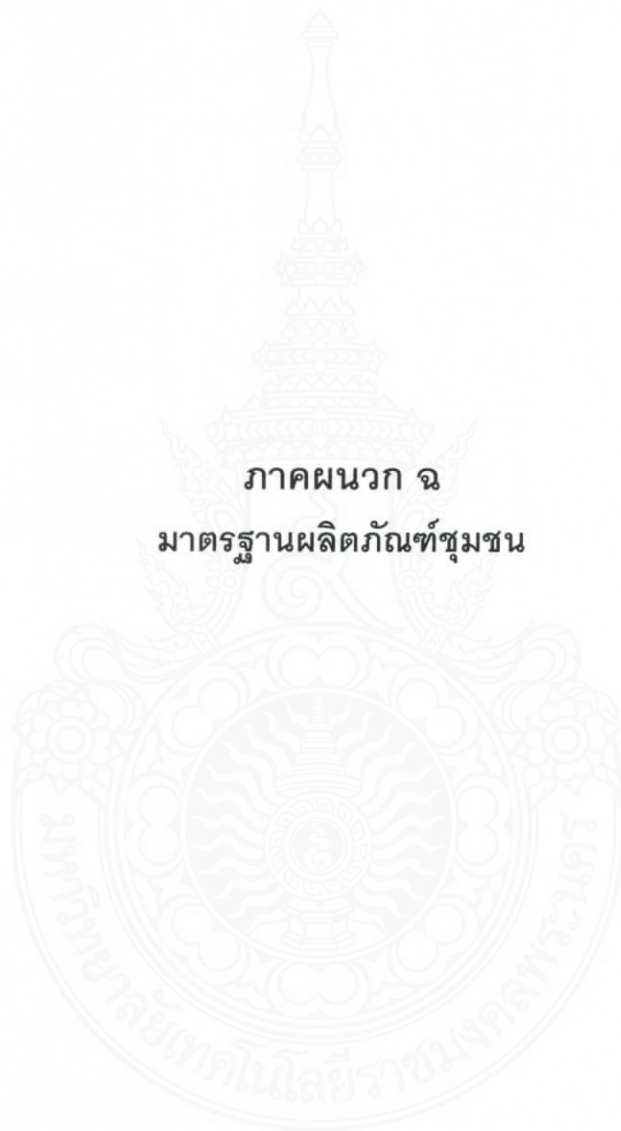 ภาคผนวก ฉ
มาตรฐานผลิตภัณฑ์ชุมชน
มหาวิทยาลัยเทคโนโลยีราชมงคลพระนคร